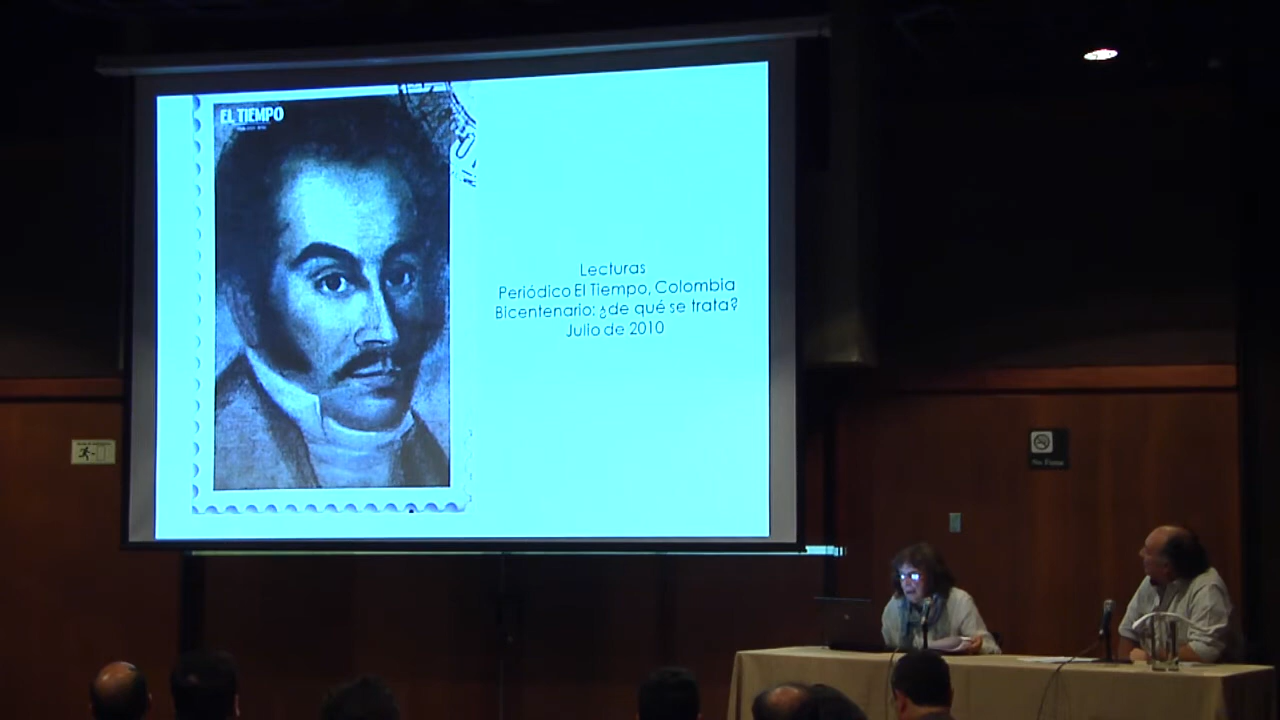 EL TIEMPO
Lecturas
Periódico El Tiempo, Colombia
Bicentenario: ¿de qué se trata?
Julio de 2010